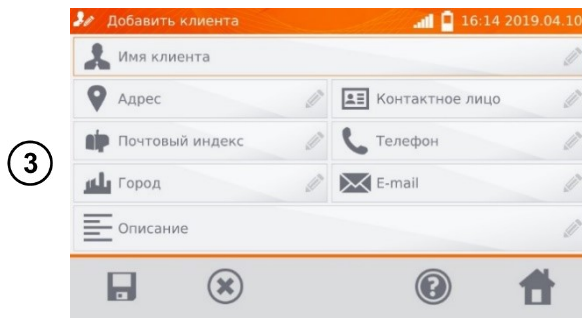 Добавить клиента 16:14 2019.04.10
Имя клиента
Адрес Контактное лицо
Почтовый индекс Телефон
Город E-mail
Описание
3